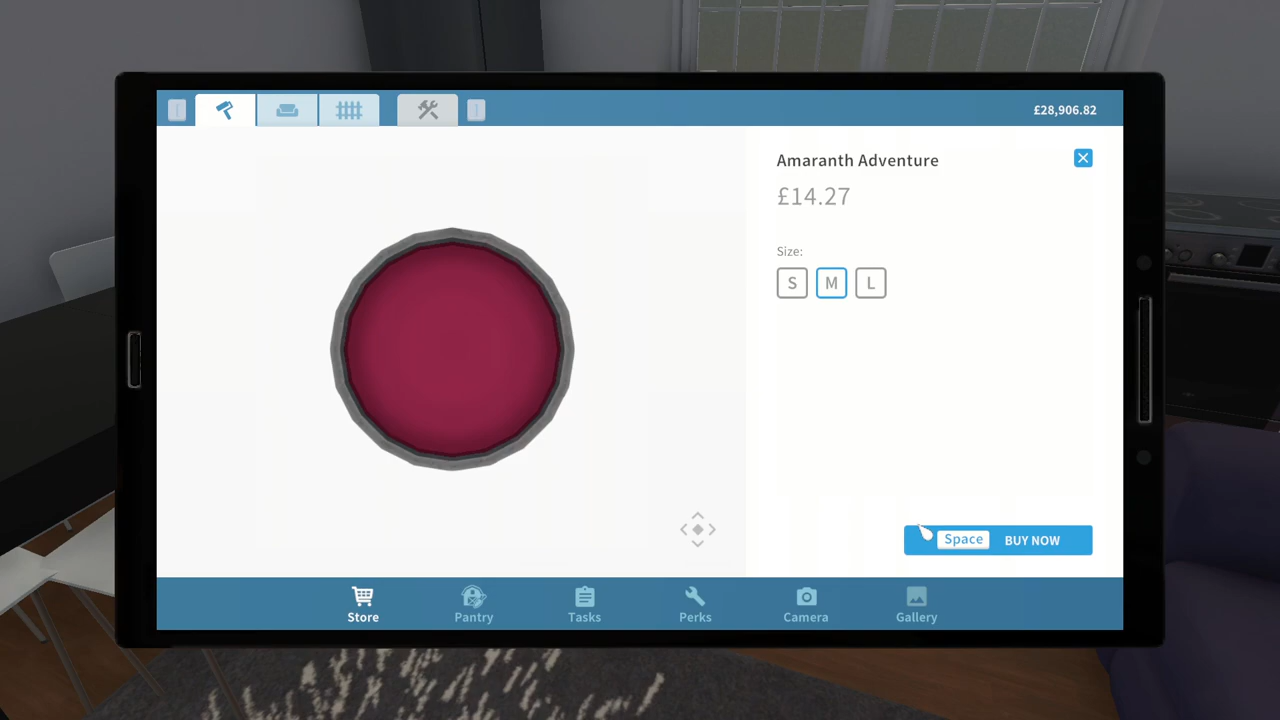 £28,906.82
Amaranth Adventure
£14.27
Size:
S M L
Space BUY NOW
Store Pantry Tasks Perks Camera Gallery